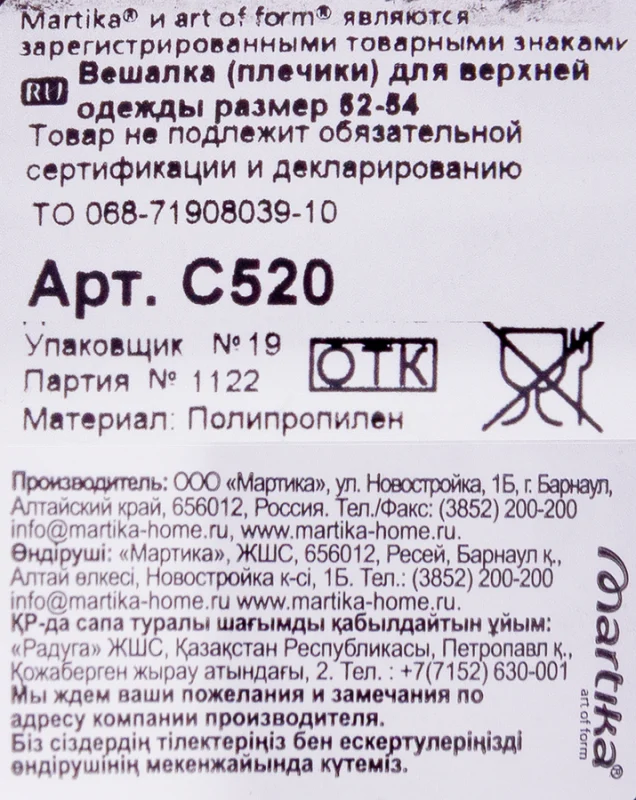 Martika® и art of form® являются
зарегистрированными товарными знаками
RU Вешалка (плечики) для верхней
одежды размер 52-54
Товар не подлежит обязательной
сертификации и декларированию
ТО 068-71908039-10
Арт. С520
Упаковщик №19
Партия № 1122
ОТК
Материал: Полипропилен
Производитель: ООО «Мартика», ул. Новостройка, 1Б, г. Барнаул,
Алтайский край, 656012, Россия. Тел./Факс: (3852) 200-200
info@martika-home.ru, www.martika-home.ru.
Өндіруші: «Мартика», ЖШС, 656012, Ресей, Барнаул қ.,
Алтай өлкесі, Новостройка к-сі, 1Б. Тел.: (3852) 200-200
info@martika-home.ru www.martika-home.ru.
ҚР-да сапа туралы шағымды қабылдайтын ұйым:
«Радуга» ЖШС, Қазақстан Республикасы, Петропавл қ.,
Қожаберген жырау атындағы, 2. Тел. : +7(7152) 630-001
Мы ждем ваши пожелания и замечания по
адресу компании производителя.
Біз сіздердің тілектеріңіз бен ескертулеріңізді
өндірушінің мекенжайында күтеміз.
martika®
art of form